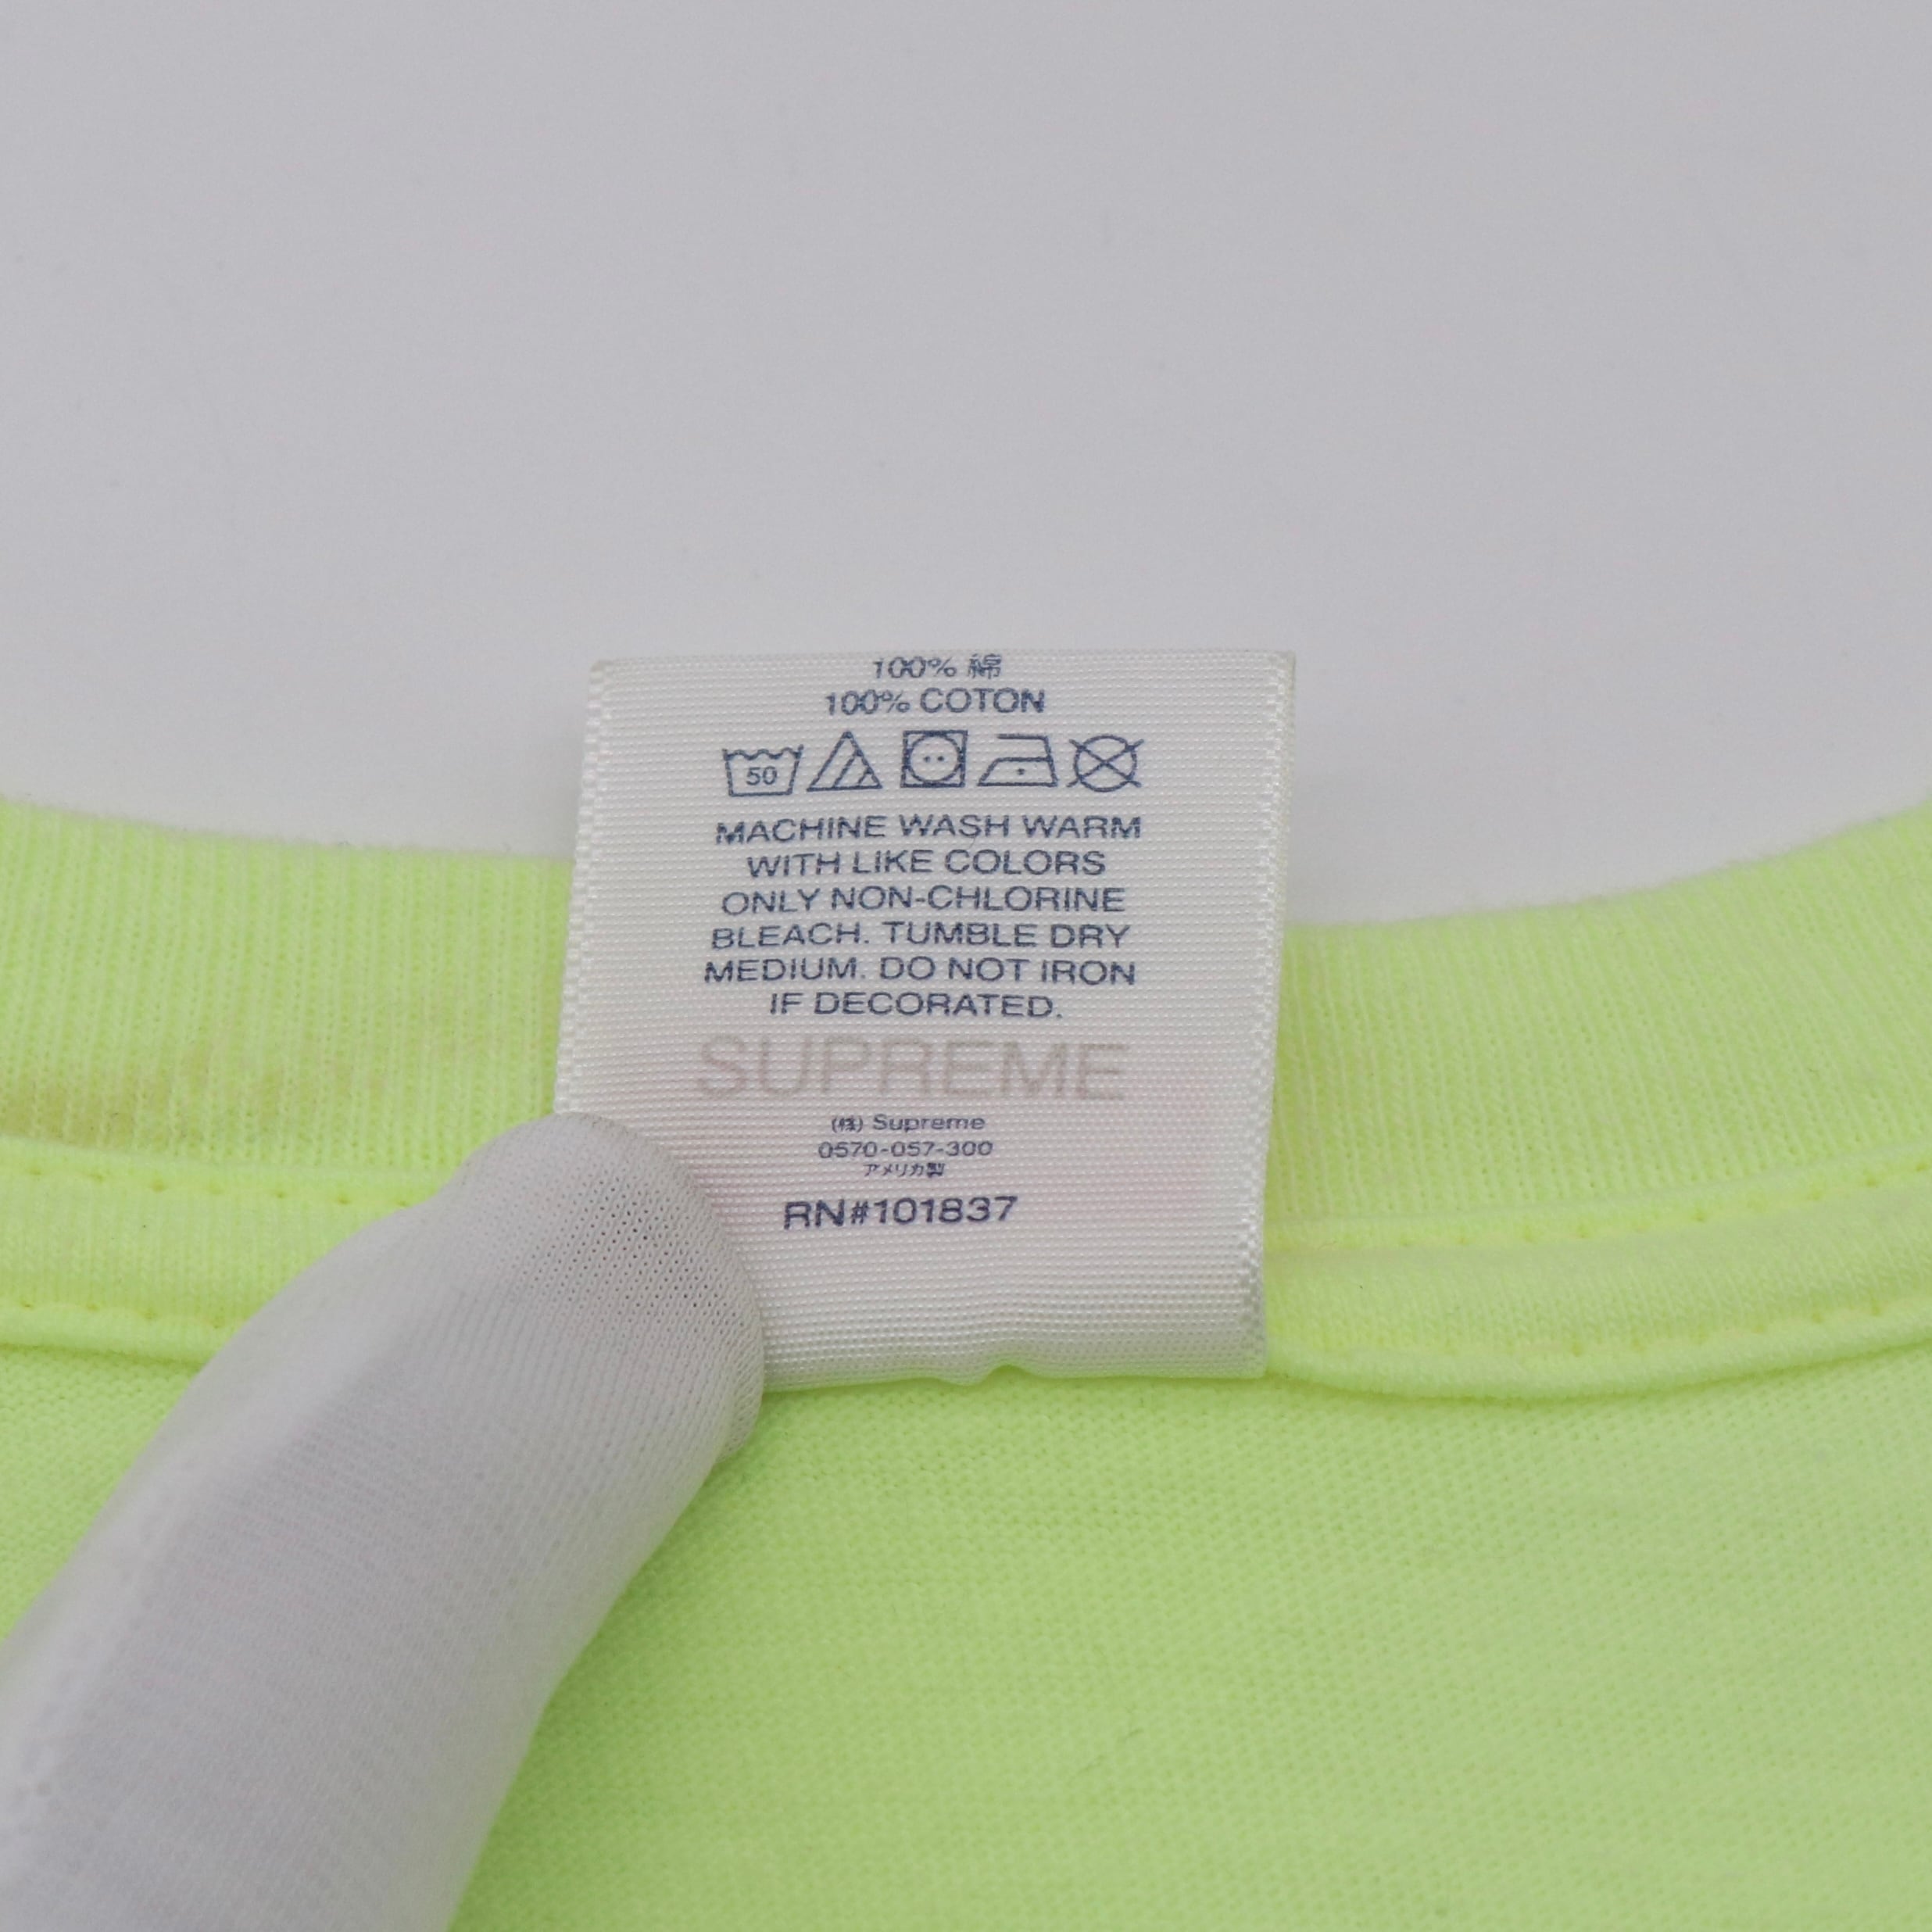 100% 綿
100% COTON
50
MACHINE WASH WARM
WITH LIKE COLORS
ONLY NON-CHLORINE
BLEACH. TUMBLE DRY
MEDIUM. DO NOT IRON
IF DECORATED.
SUPREME
(株) Supreme
0570-057-300
アメリカ製
RN#101837